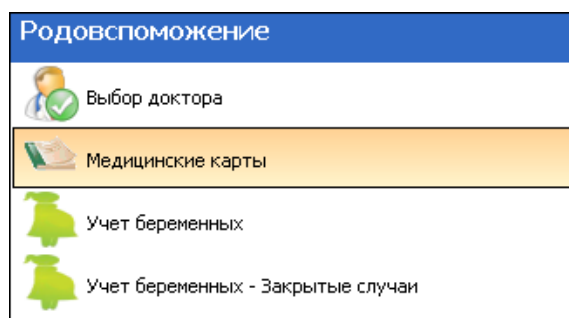 Родовспоможение
Выбор доктора
Медицинские карты
Учет беременных
Учет беременных - Закрытые случаи